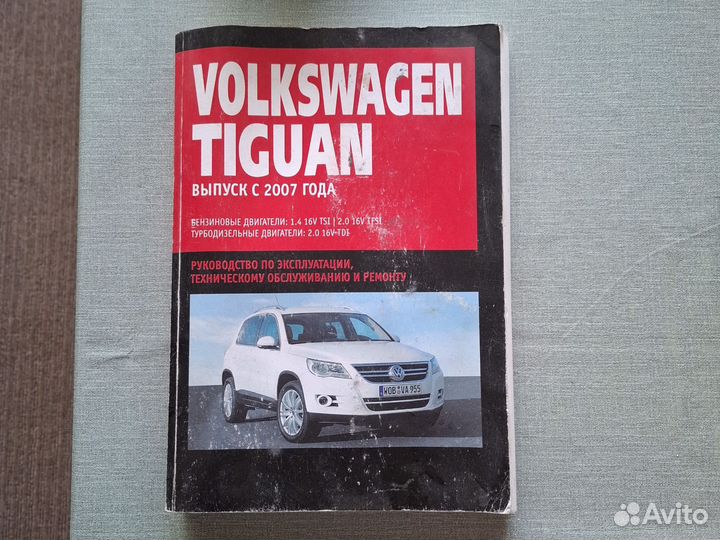 VOLKSWAGEN
TIGUAN
ВЫПУСК С 2007 ГОДА
БЕНЗИНОВЫЕ ДВИГАТЕЛИ: 1.4 16V TSI | 2.0 16V TFSI
ТУРБОДИЗЕЛЬНЫЕ ДВИГАТЕЛИ: 2.0 16V TDI
РУКОВОДСТВО ПО ЭКСПЛУАТАЦИИ,
ТЕХНИЧЕСКОМУ ОБСЛУЖИВАНИЮ И РЕМОНТУ
WOB VA 955
Avito